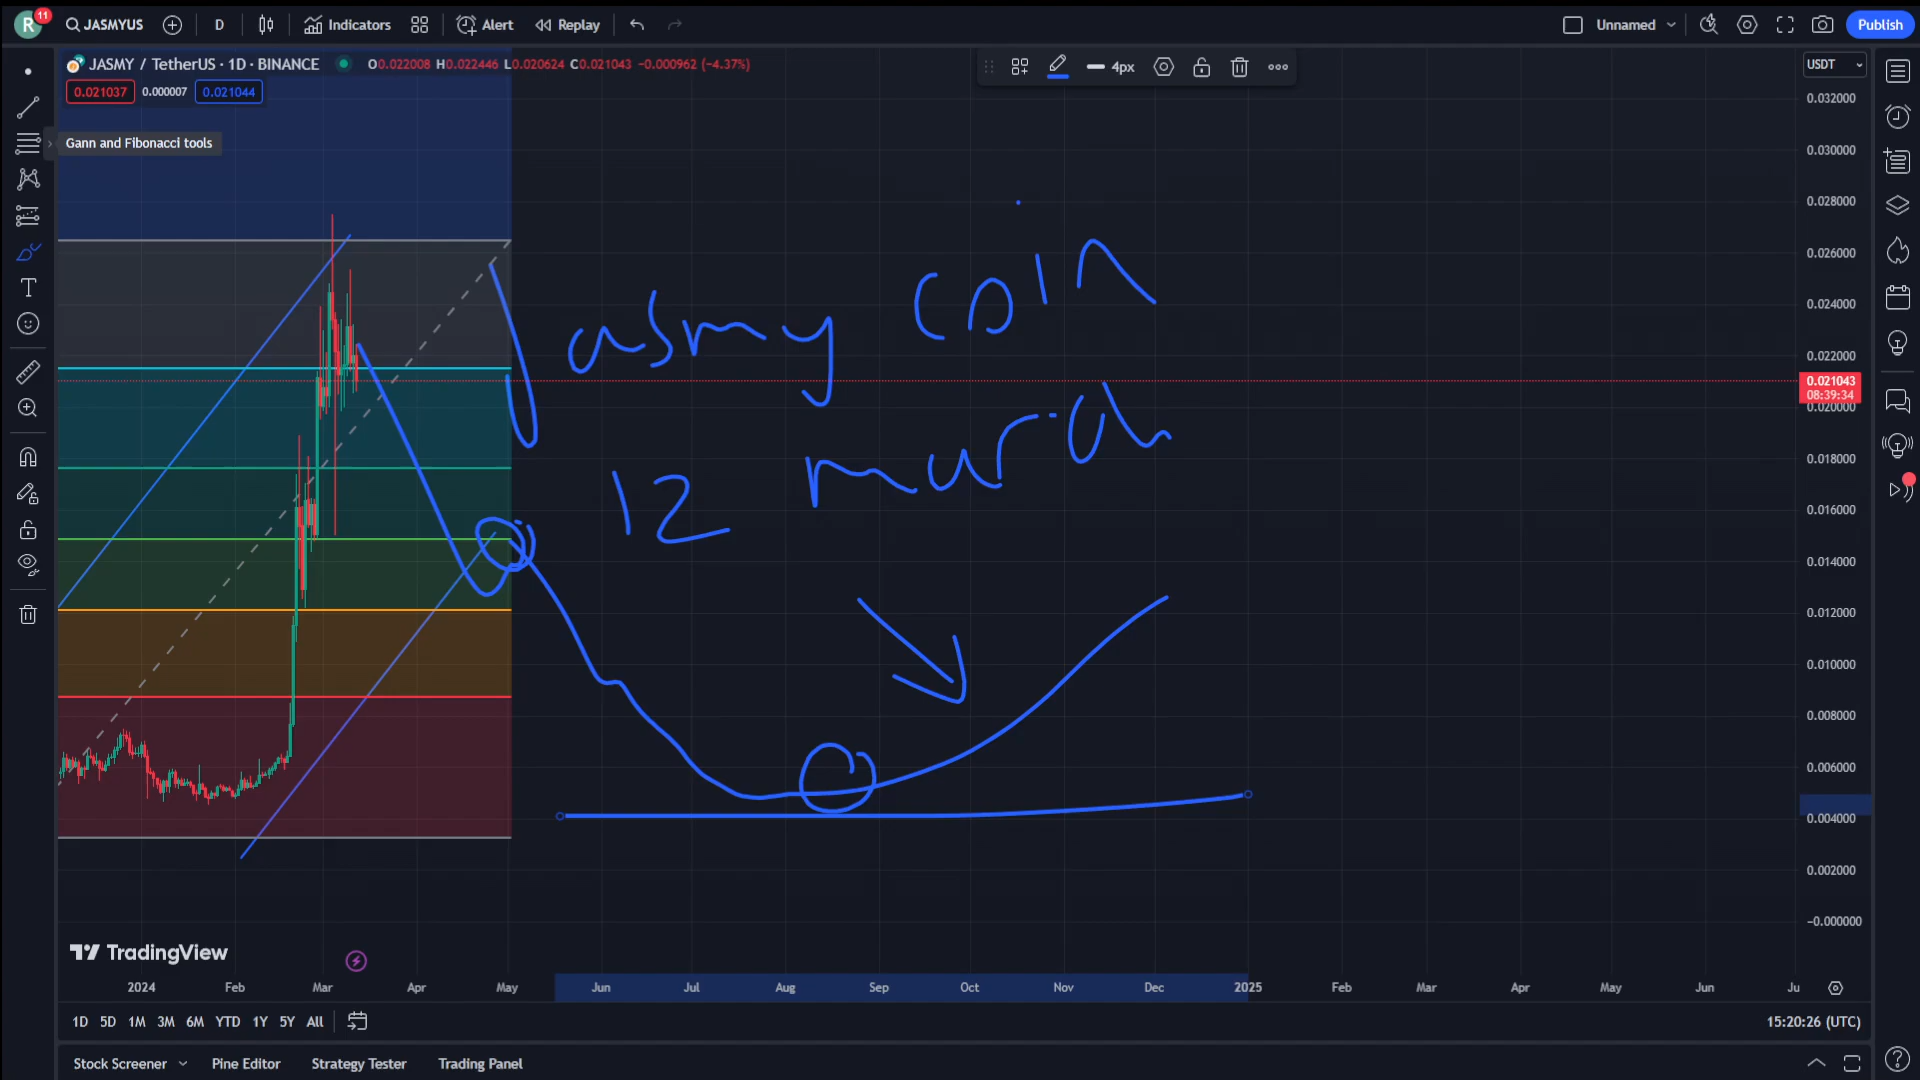 R 11 JASMYUS D Indicators Alert Replay Unnamed Publish
JASMY / TetherUS · 1D · BINANCE O0.022008 H0.022446 L0.020624 C0.021043 −0.000962 (−4.37%)
4px
USDT
0.021037 0.000007 0.021044
Gann and Fibonacci tools
0.032000
0.030000
0.028000
0.026000
0.024000
0.022000
0.021043
08:39:34
0.020000
0.018000
0.016000
0.014000
0.012000
0.010000
0.008000
0.006000
0.004000
0.002000
−0.000000
Jasmy coin
12 march
TradingView
2024 Feb Mar Apr May Jun Jul Aug Sep Oct Nov Dec 2025 Feb Mar Apr May Jun Ju
1D 5D 1M 3M 6M YTD 1Y 5Y All 15:20:26 (UTC)
Stock Screener Pine Editor Strategy Tester Trading Panel